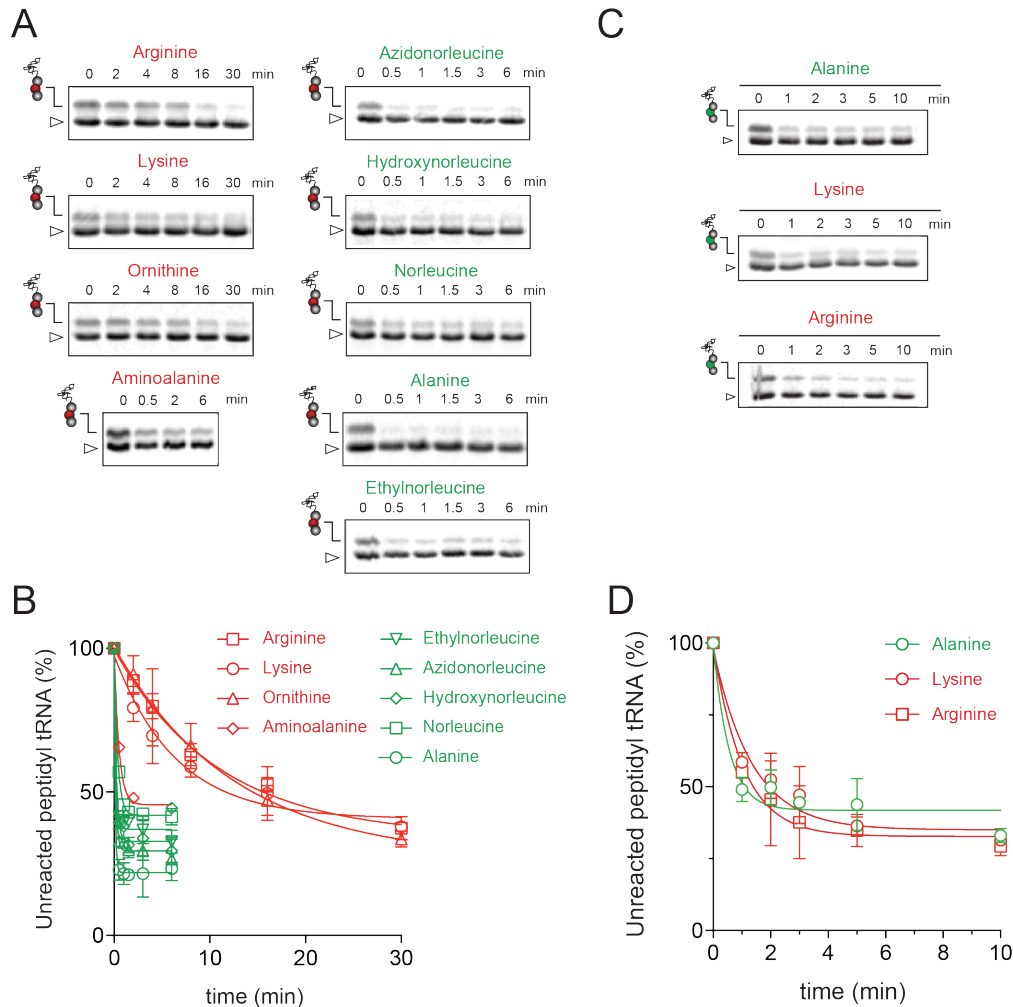 A
Arginine
0 2 4 8 16 30 min
Lysine
0 2 4 8 16 30 min
Ornithine
0 2 4 8 16 30 min
Aminoalanine
0 0.5 2 6 min
Azidonorleucine
0 0.5 1 1.5 3 6 min
Hydroxynorleucine
0 0.5 1 1.5 3 6 min
Norleucine
0 0.5 1 1.5 3 6 min
Alanine
0 0.5 1 1.5 3 6 min
Ethylnorleucine
0 0.5 1 1.5 3 6 min
C
Alanine
0 1 2 3 5 10 min
Lysine
0 1 2 3 5 10 min
Arginine
0 1 2 3 5 10 min
B
Unreacted peptidyl tRNA (%)
100
50
0
0 10 20 30
time (min)
Arginine
Lysine
Ornithine
Aminoalanine
Ethylnorleucine
Azidonorleucine
Hydroxynorleucine
Norleucine
Alanine
D
Unreacted peptidyl tRNA (%)
100
50
0
0 2 4 6 8 10
time (min)
Alanine
Lysine
Arginine